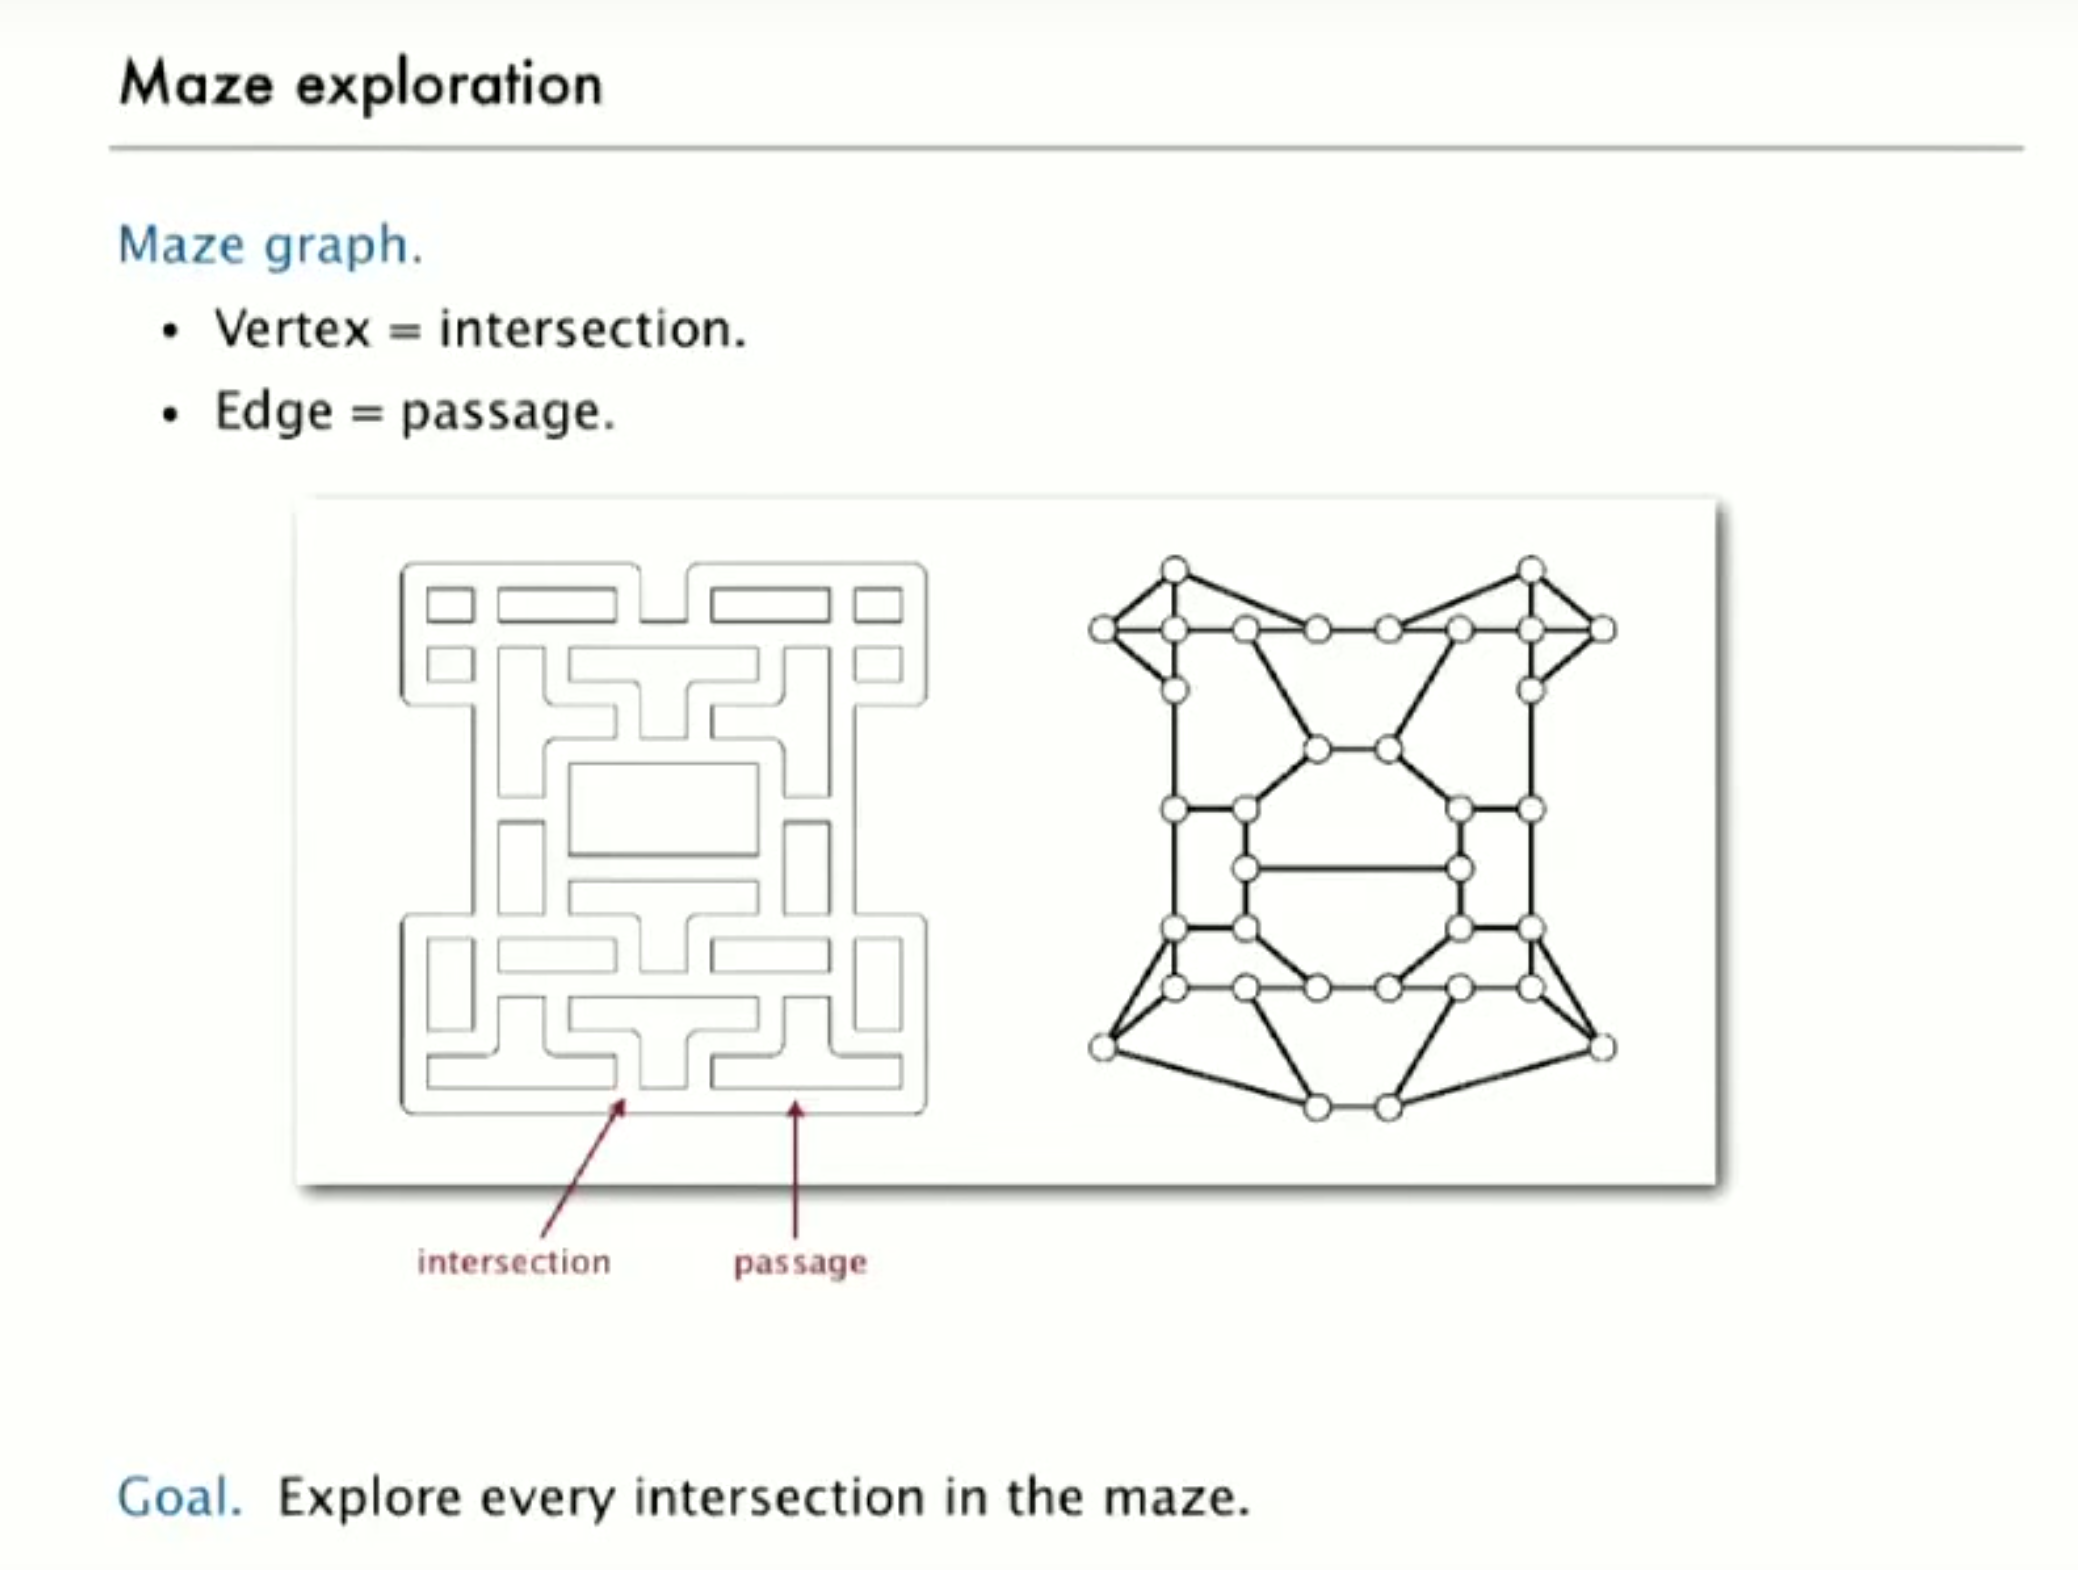 Maze exploration
Maze graph.
• Vertex = intersection.
• Edge = passage.
intersection
passage
Goal. Explore every intersection in the maze.